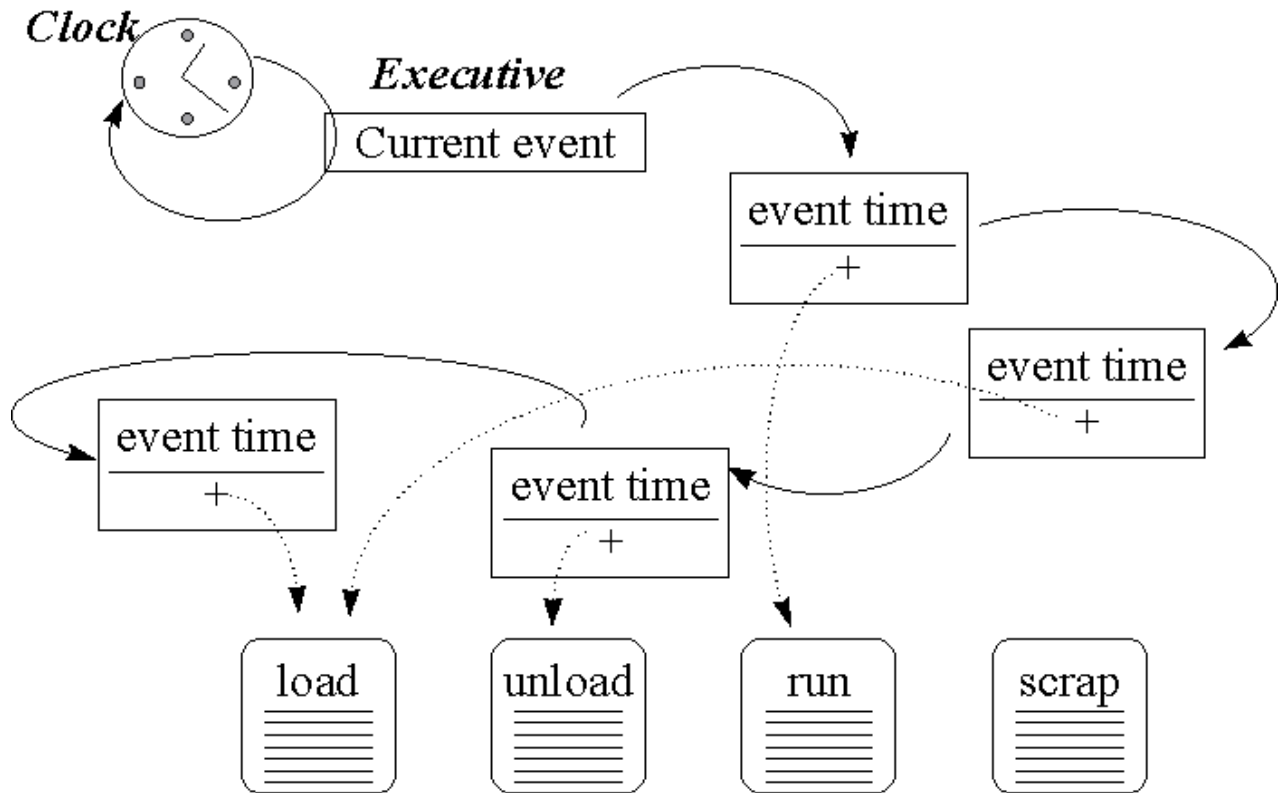 Clock
Executive
Current event
event time
+
event time
+
event time
+
event time
+
load
unload
run
scrap